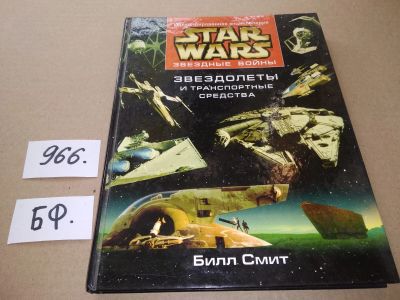 Иллюстрированная энциклопедия
STAR
WARS
ЗВЕЗДНЫЕ ВОЙНЫ
ЗВЕЗДОЛЕТЫ
И ТРАНСПОРТНЫЕ
СРЕДСТВА
966.
БФ.
БИЛЛ СМИТ